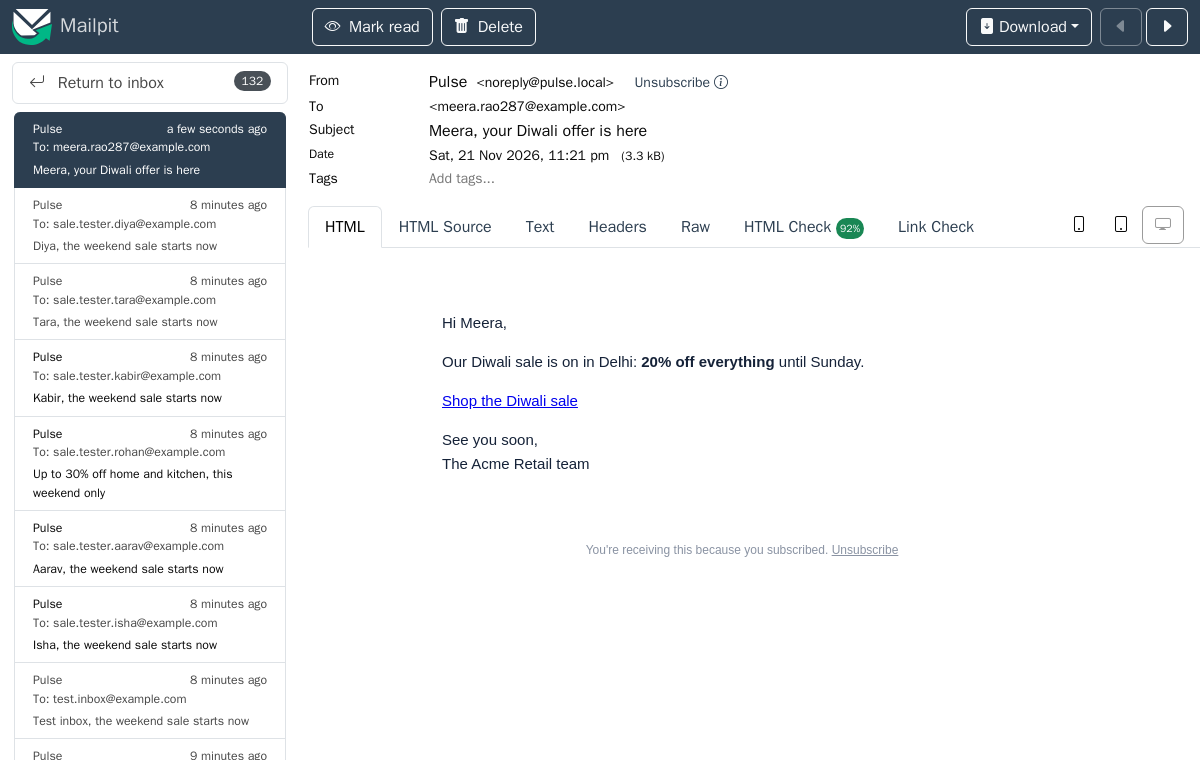 Mailpit
Mark read
Delete
Download
Return to inbox
132
Pulse a few seconds ago
To: meera.rao287@example.com
Meera, your Diwali offer is here
Pulse 8 minutes ago
To: sale.tester.diya@example.com
Diya, the weekend sale starts now
Pulse 8 minutes ago
To: sale.tester.tara@example.com
Tara, the weekend sale starts now
Pulse 8 minutes ago
To: sale.tester.kabir@example.com
Kabir, the weekend sale starts now
Pulse 8 minutes ago
To: sale.tester.rohan@example.com
Up to 30% off home and kitchen, this
weekend only
Pulse 8 minutes ago
To: sale.tester.aarav@example.com
Aarav, the weekend sale starts now
Pulse 8 minutes ago
To: sale.tester.isha@example.com
Isha, the weekend sale starts now
Pulse 8 minutes ago
To: test.inbox@example.com
Test inbox, the weekend sale starts now
Pulse 9 minutes ago
From Pulse <noreply@pulse.local> Unsubscribe
To <meera.rao287@example.com>
Subject Meera, your Diwali offer is here
Date Sat, 21 Nov 2026, 11:21 pm (3.3 kB)
Tags Add tags...
HTML HTML Source Text Headers Raw HTML Check 92% Link Check
Hi Meera,
Our Diwali sale is on in Delhi: 20% off everything until Sunday.
Shop the Diwali sale
See you soon,
The Acme Retail team
You're receiving this because you subscribed. Unsubscribe